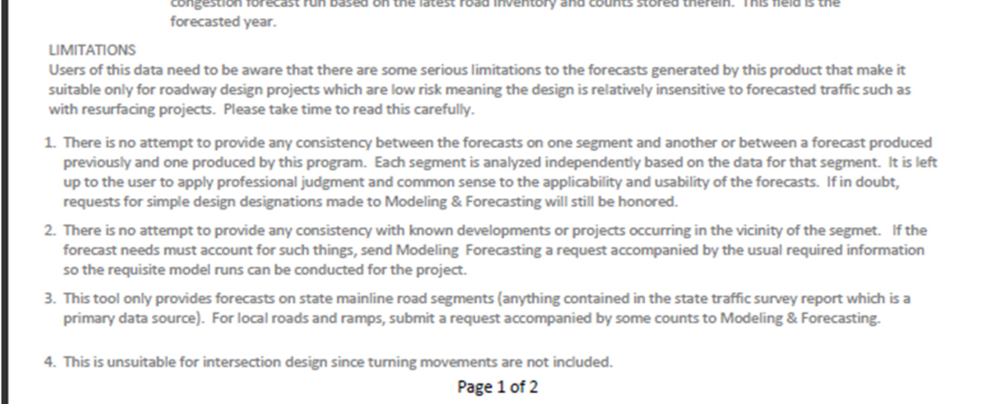 congestion forecast run based on the latest road inventory and counts stored therein. This field is the
forecasted year.
LIMITATIONS
Users of this data need to be aware that there are some serious limitations to the forecasts generated by this product that make it
suitable only for roadway design projects which are low risk meaning the design is relatively insensitive to forecasted traffic such as
with resurfacing projects. Please take time to read this carefully.
1. There is no attempt to provide any consistency between the forecasts on one segment and another or between a forecast produced
previously and one produced by this program. Each segment is analyzed independently based on the data for that segment. It is left
up to the user to apply professional judgment and common sense to the applicability and usability of the forecasts. If in doubt,
requests for simple design designations made to Modeling & Forecasting will still be honored.
2. There is no attempt to provide any consistency with known developments or projects occurring in the vicinity of the segmet. If the
forecast needs must account for such things, send Modeling Forecasting a request accompanied by the usual required information
so the requisite model runs can be conducted for the project.
3. This tool only provides forecasts on state mainline road segments (anything contained in the state traffic survey report which is a
primary data source). For local roads and ramps, submit a request accompanied by some counts to Modeling & Forecasting.
4. This is unsuitable for intersection design since turning movements are not included.
Page 1 of 2